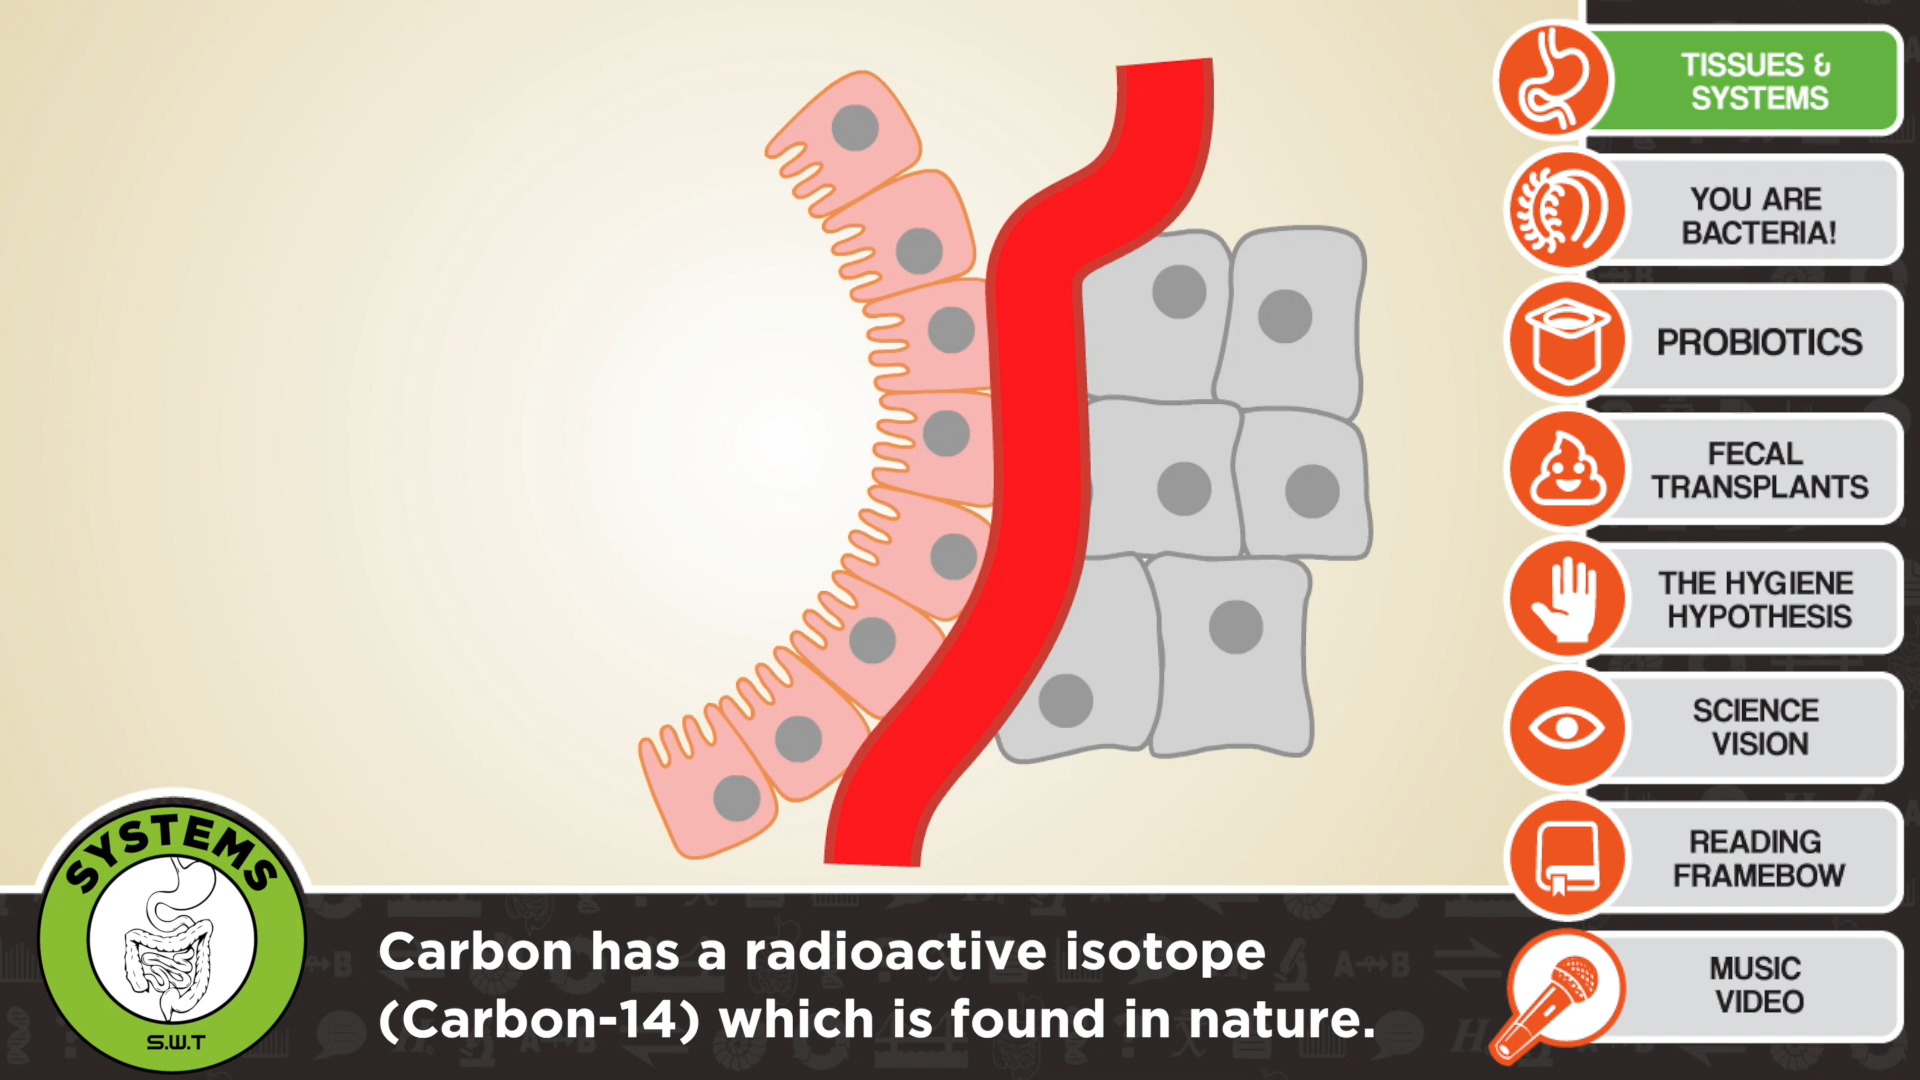 TISSUES &
SYSTEMS
YOU ARE
BACTERIA!
PROBIOTICS
FECAL
TRANSPLANTS
THE HYGIENE
HYPOTHESIS
SCIENCE
VISION
READING
FRAMEBOW
MUSIC
VIDEO
SYSTEMS
S.W.T
Carbon has a radioactive isotope
(Carbon-14) which is found in nature.